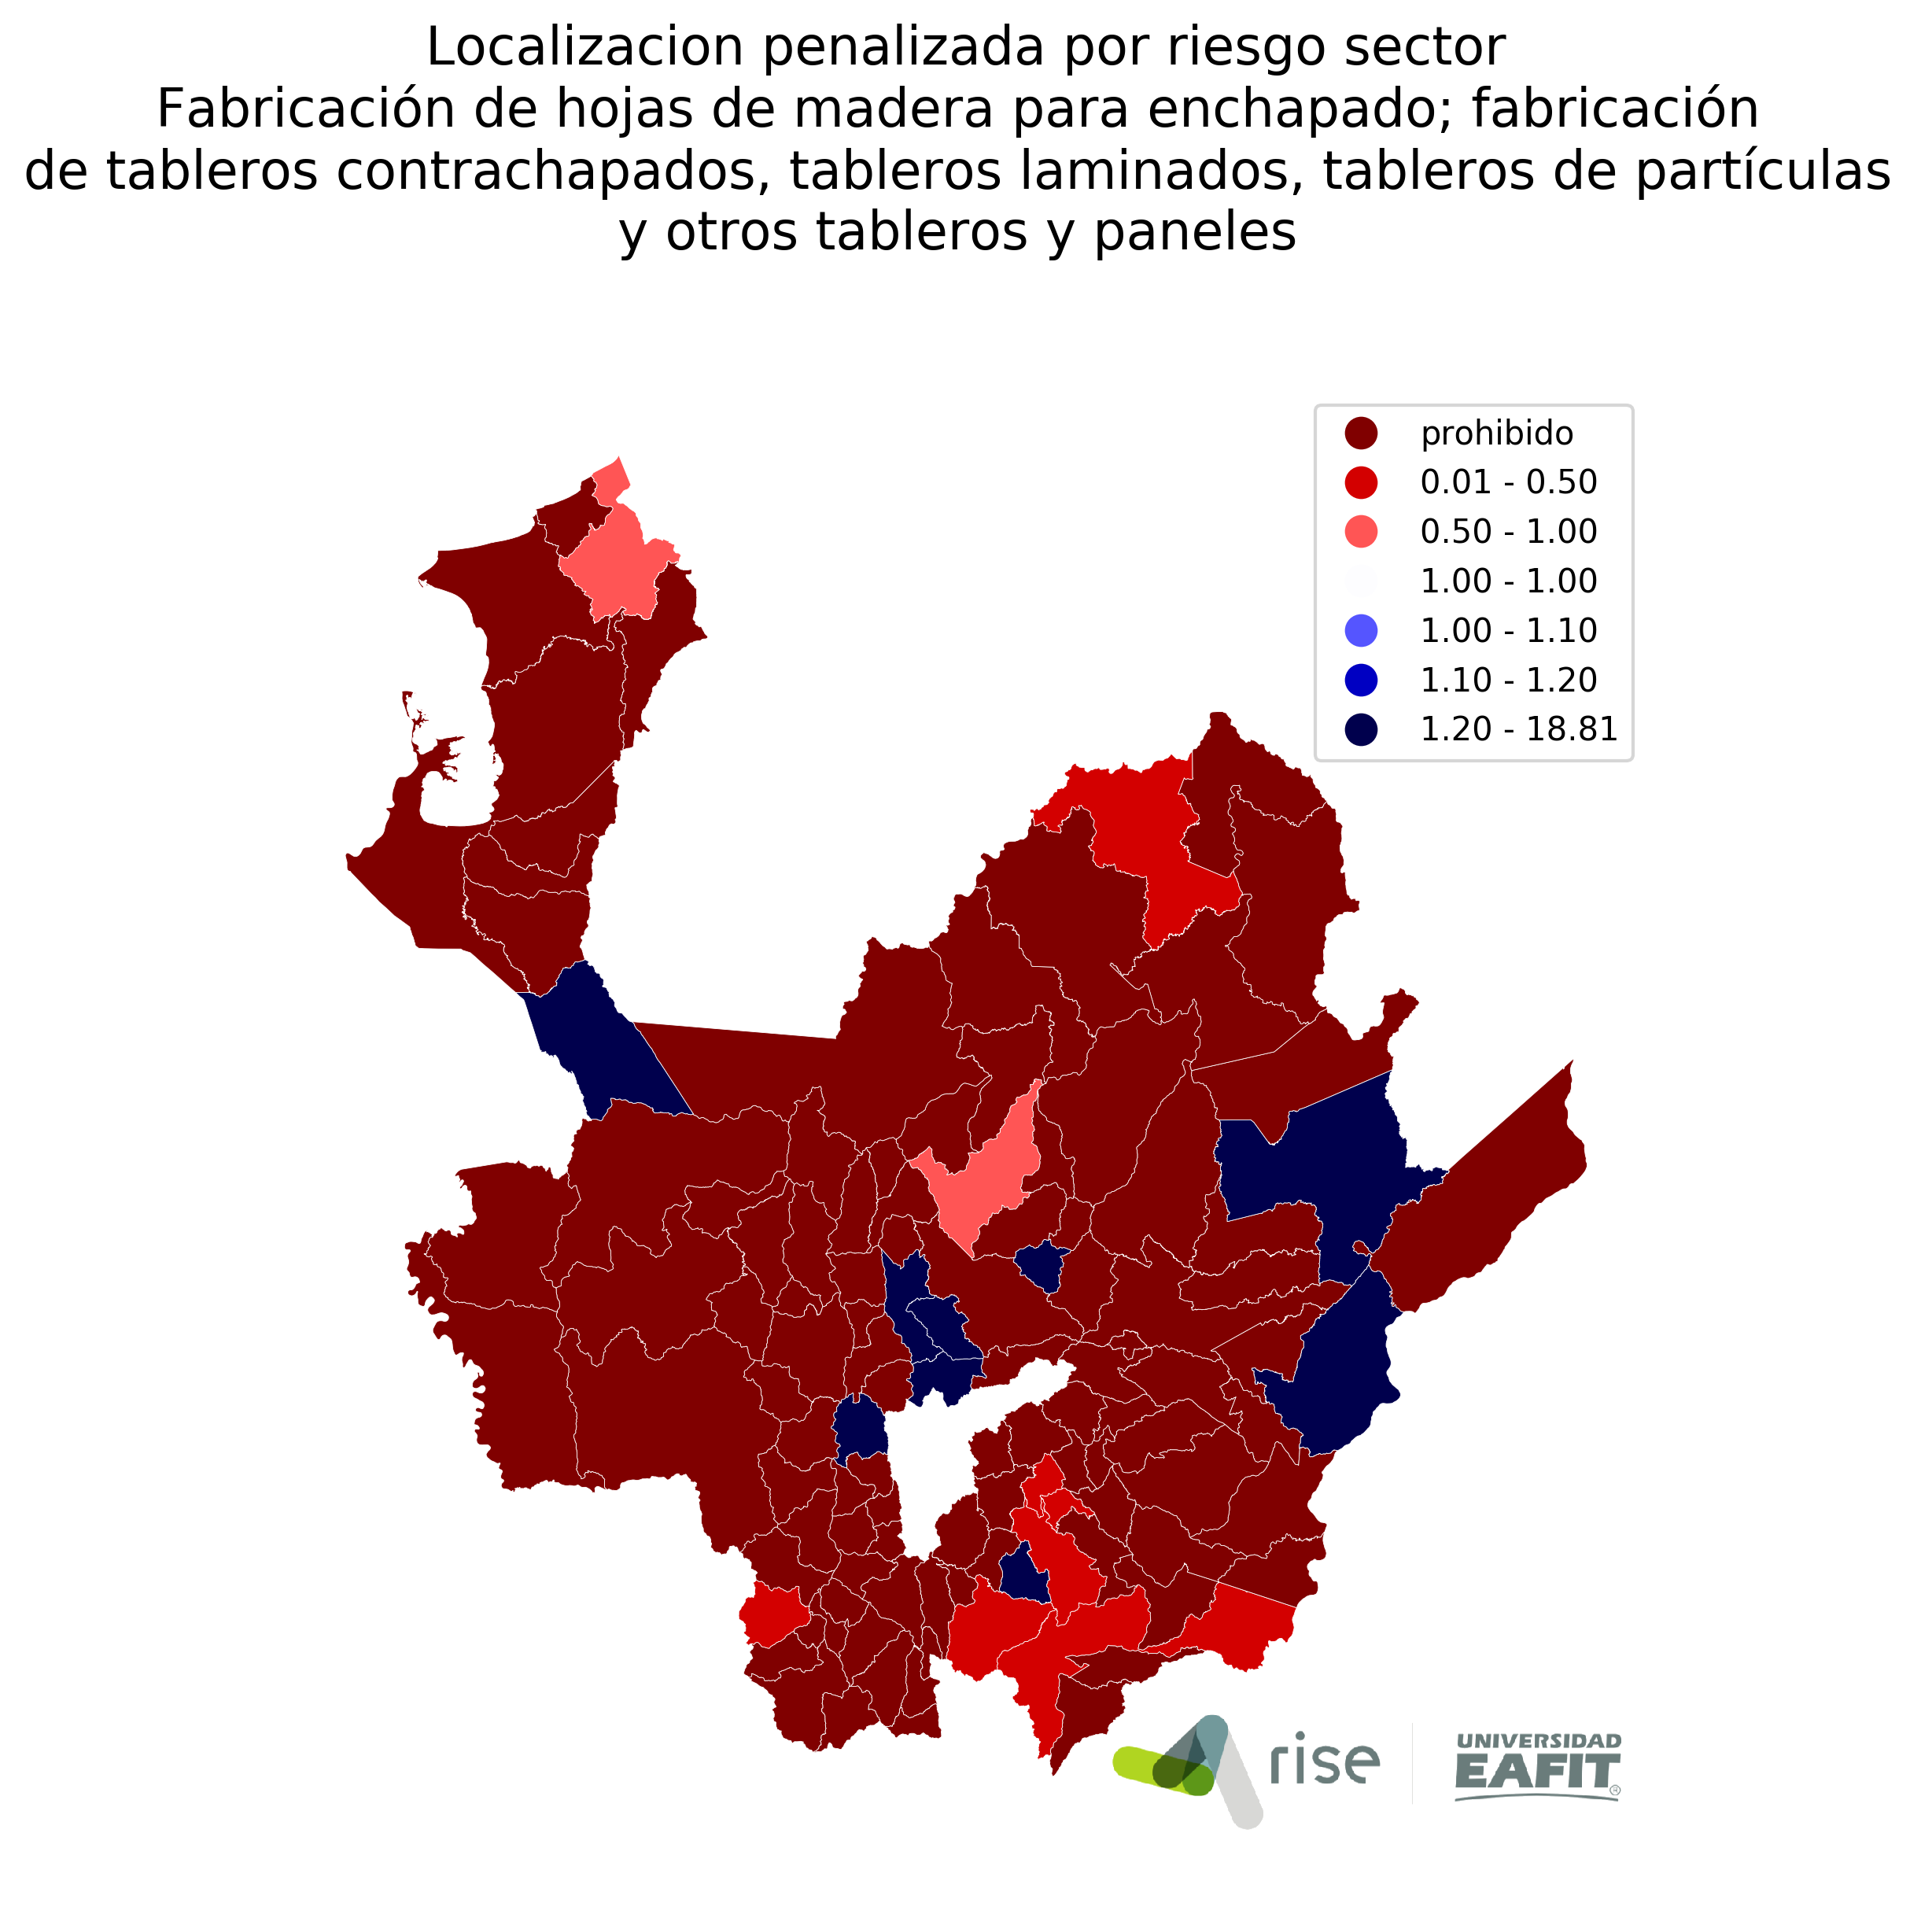 Localizacion penalizada por riesgo sector
Fabricación de hojas de madera para enchapado; fabricación
de tableros contrachapados, tableros laminados, tableros de partículas
y otros tableros y paneles
prohibido
0.01 - 0.50
0.50 - 1.00
1.00 - 1.00
1.00 - 1.10
1.10 - 1.20
1.20 - 18.81
rise
UNIVERSIDAD
EAFIT